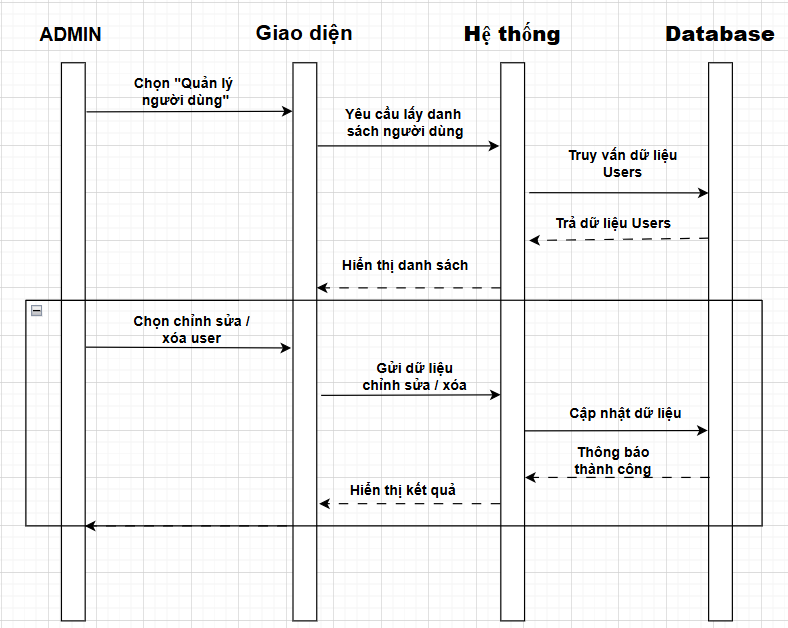 ADMIN
Giao diện
Hệ thống
Database
Chọn "Quản lý
người dùng"
Yêu cầu lấy danh
sách người dùng
Truy vấn dữ liệu
Users
Trả dữ liệu Users
Hiển thị danh sách
Chọn chỉnh sửa /
xóa user
Gửi dữ liệu
chỉnh sửa / xóa
Cập nhật dữ liệu
Thông báo
thành công
Hiển thị kết quả